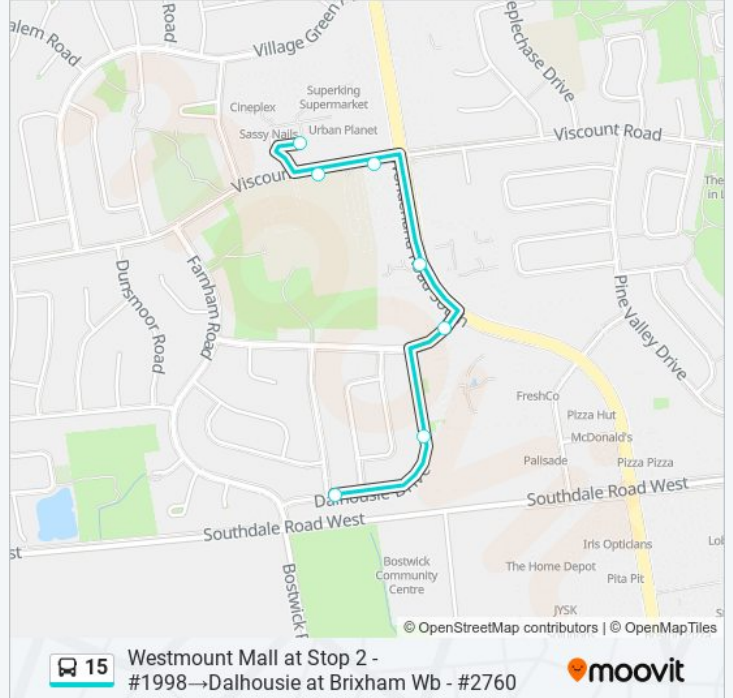 alem Road
Road
Village Green A
eplechase Drive
Superking
Supermarket
Cineplex
Sassy Nails
Urban Planet
Viscount Road
Viscoun
The
in L
Dunsmoor Road
Farnham Road
Pine Valley Drive
FreshCo
Pizza Hut
McDonald's
Palisade
Pizza Pizza
Dalhousie Drive
Southdale Road West
Southdale Road West
st
Bostwick
Bostwick
Community
Centre
Iris Opticians
Lol
The Home Depot
Pita Pit
JYSK
S
© OpenStreetMap contributors | © OpenMapTiles
15
Westmount Mall at Stop 2 -
#1998→Dalhousie at Brixham Wb - #2760
moovit